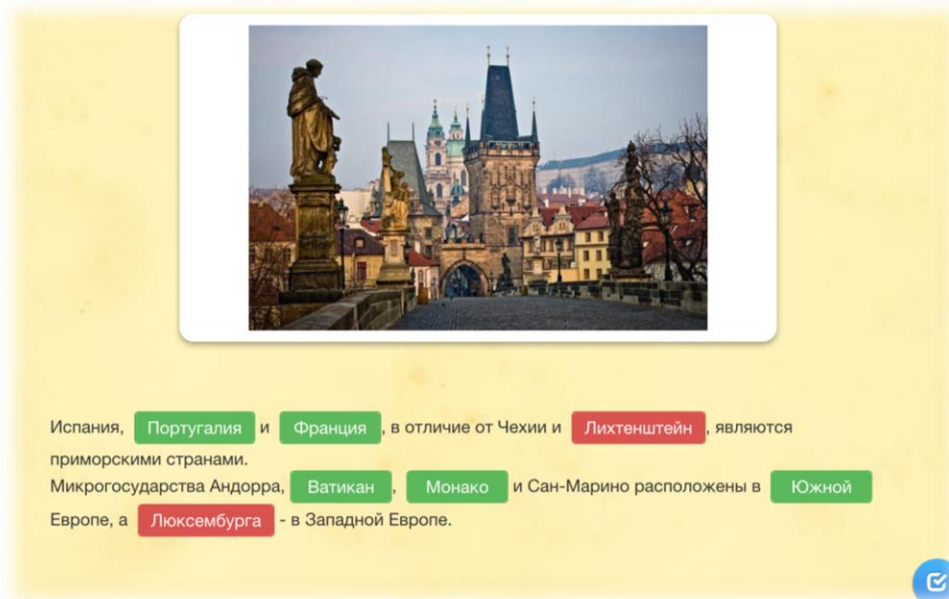 Испания, Португалия и Франция, в отличие от Чехии и Лихтенштейн, являются
приморскими странами.
Микрогосударства Андорра, Ватикан, Монако и Сан-Марино расположены в Южной
Европе, а Люксембурга - в Западной Европе.